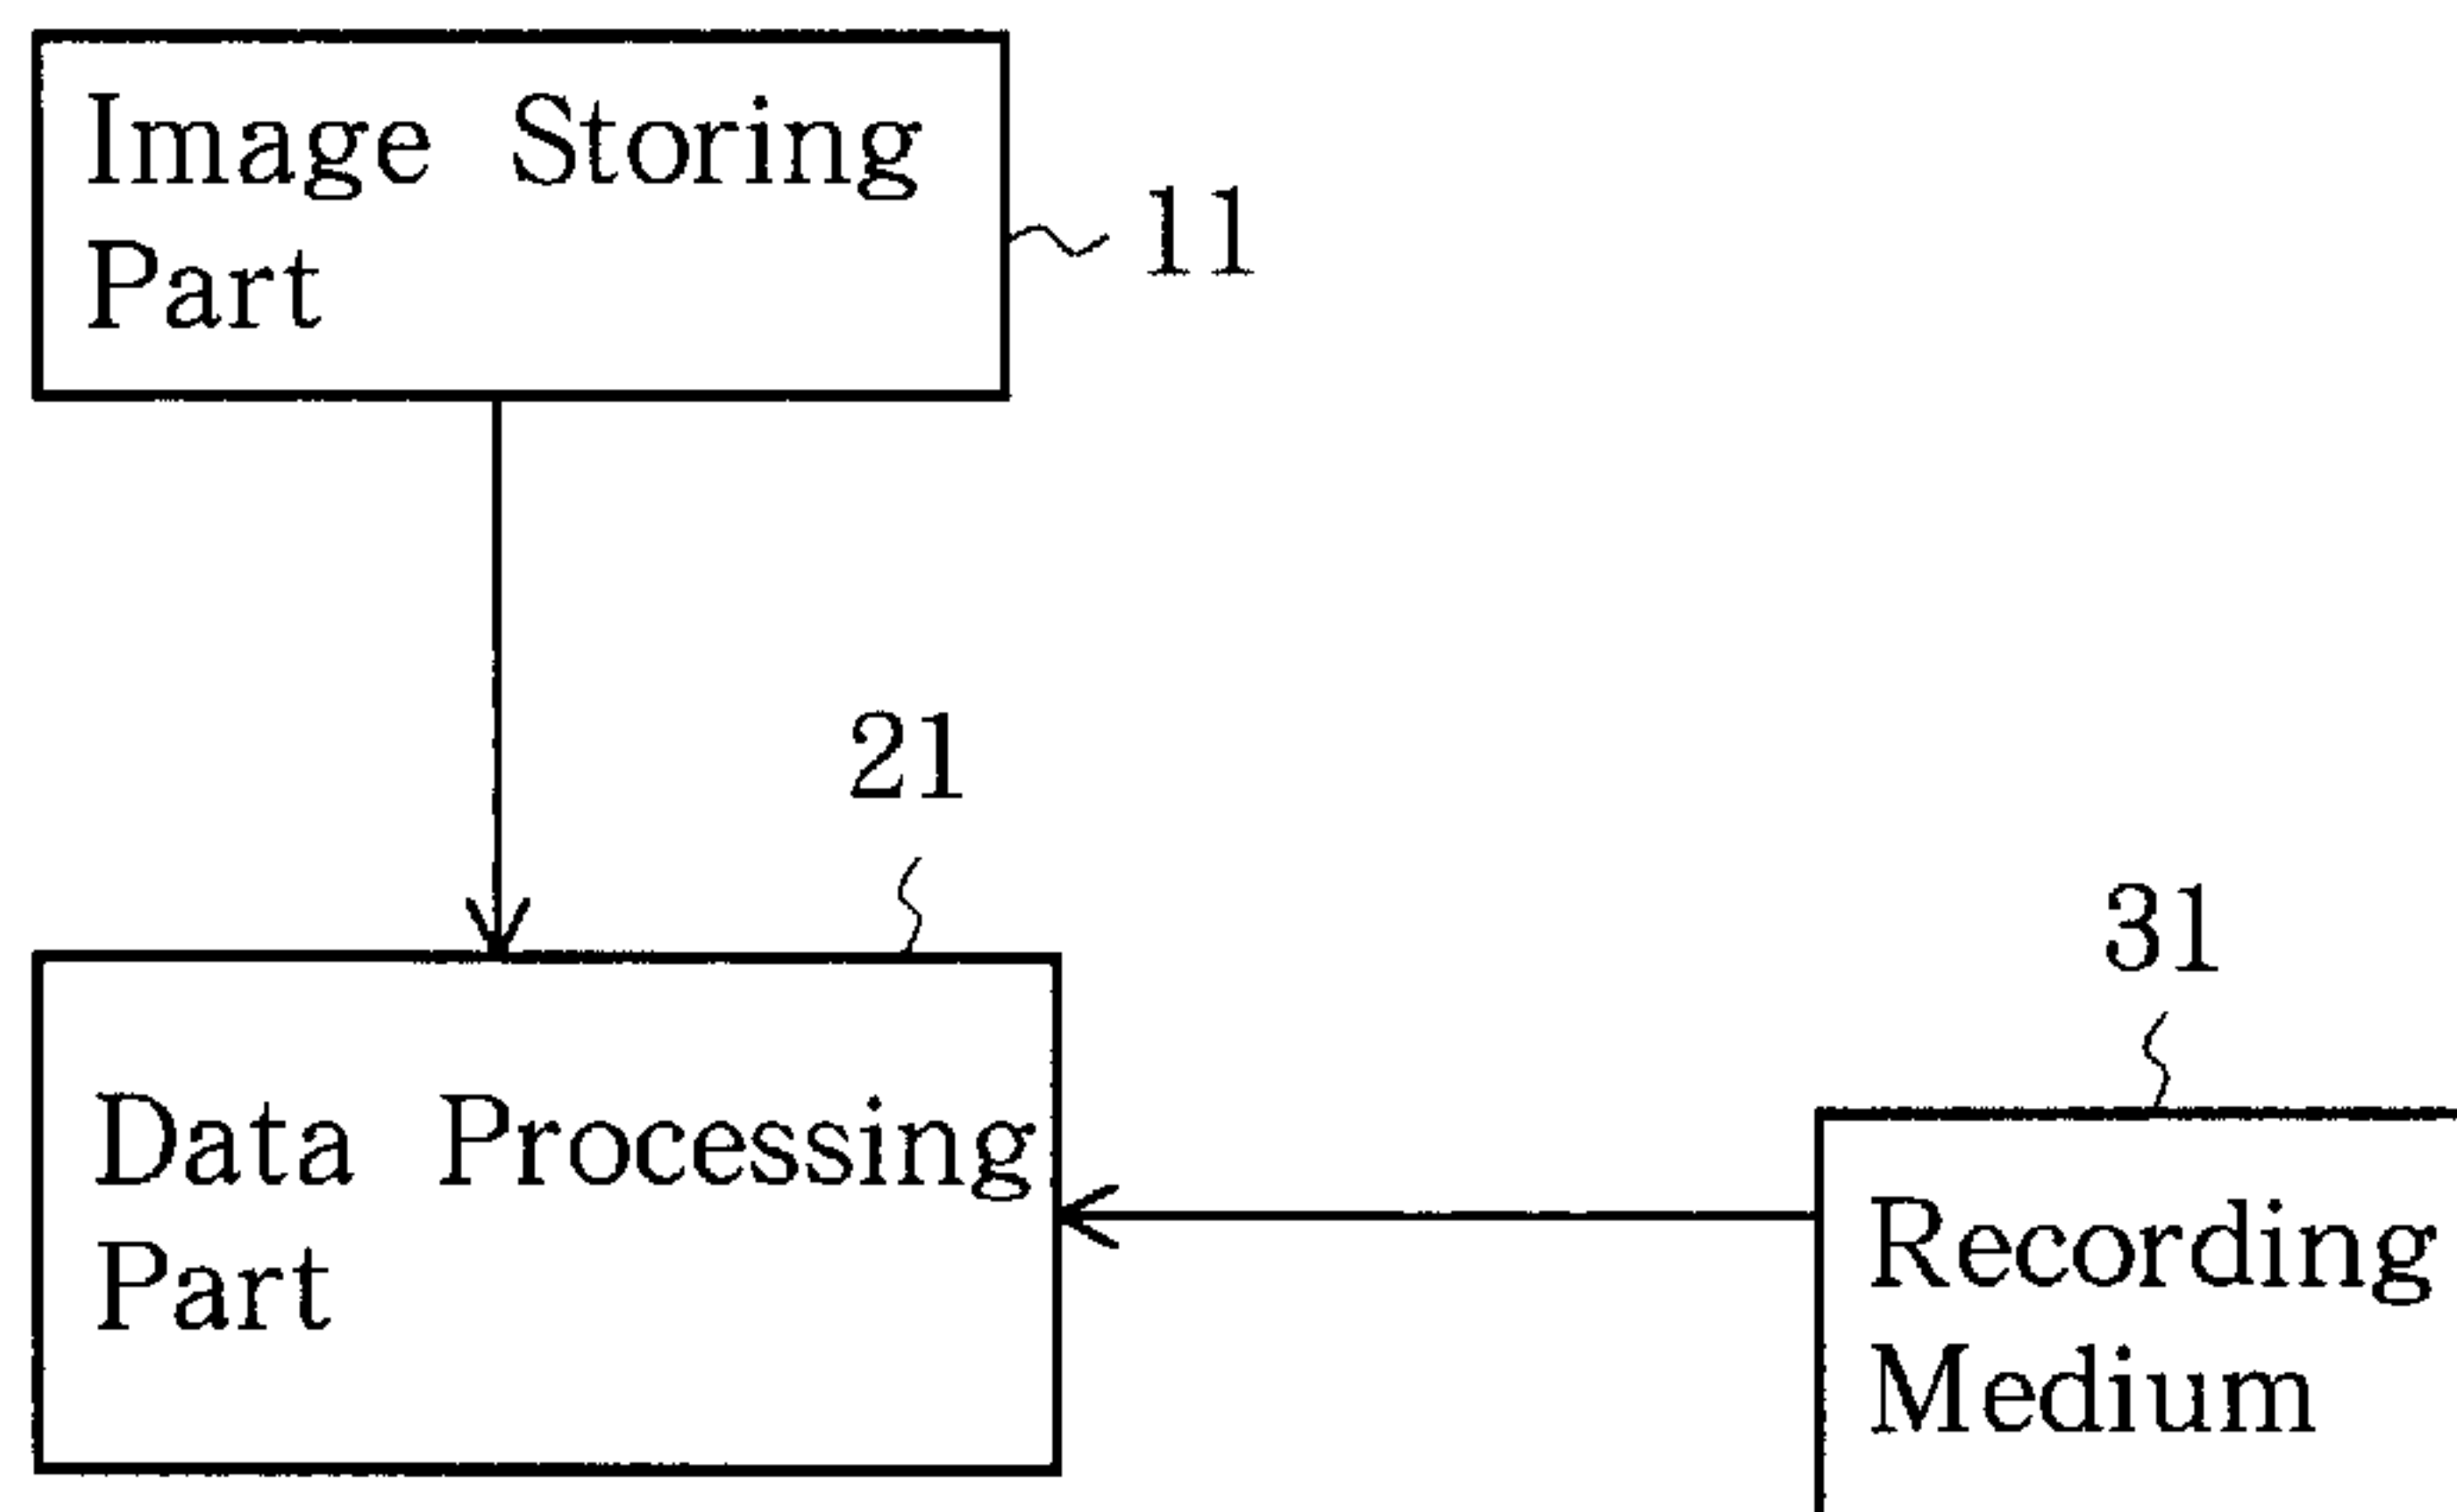 Image Storing
Part
11
21
31
Data Processing
Part
Recording
Medium